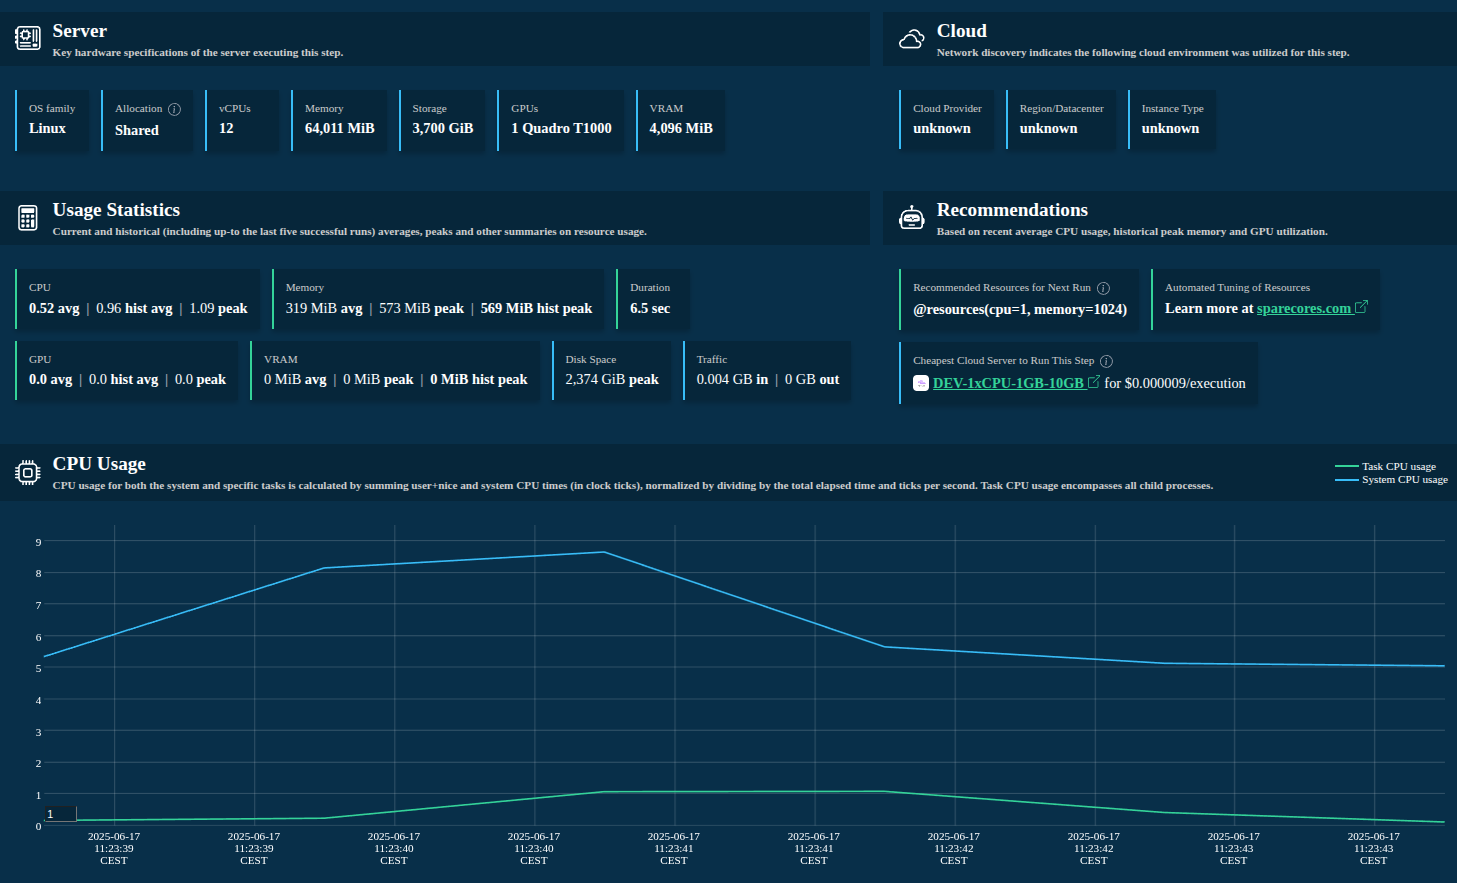 Server
Key hardware specifications of the server executing this step.
Cloud
Network discovery indicates the following cloud environment was utilized for this step.
OS family
Linux
Allocation i
Shared
vCPUs
12
Memory
64,011 MiB
Storage
3,700 GiB
GPUs
1 Quadro T1000
VRAM
4,096 MiB
Cloud Provider
unknown
Region/Datacenter
unknown
Instance Type
unknown
Usage Statistics
Current and historical (including up-to the last five successful runs) averages, peaks and other summaries on resource usage.
Recommendations
Based on recent average CPU usage, historical peak memory and GPU utilization.
CPU
0.52 avg | 0.96 hist avg | 1.09 peak
Memory
319 MiB avg | 573 MiB peak | 569 MiB hist peak
Duration
6.5 sec
GPU
0.0 avg | 0.0 hist avg | 0.0 peak
VRAM
0 MiB avg | 0 MiB peak | 0 MiB hist peak
Disk Space
2,374 GiB peak
Traffic
0.004 GB in | 0 GB out
Recommended Resources for Next Run i
@resources(cpu=1, memory=1024)
Automated Tuning of Resources
Learn more at sparecores.com
Cheapest Cloud Server to Run This Step i
DEV-1xCPU-1GB-10GB for $0.000009/execution
CPU Usage
CPU usage for both the system and specific tasks is calculated by summing user+nice and system CPU times (in clock ticks), normalized by dividing by the total elapsed time and ticks per second. Task CPU usage encompasses all child processes.
Task CPU usage
System CPU usage
9
8
7
6
5
4
3
2
1
0
1
2025-06-17
11:23:39
CEST
2025-06-17
11:23:39
CEST
2025-06-17
11:23:40
CEST
2025-06-17
11:23:40
CEST
2025-06-17
11:23:41
CEST
2025-06-17
11:23:41
CEST
2025-06-17
11:23:42
CEST
2025-06-17
11:23:42
CEST
2025-06-17
11:23:43
CEST
2025-06-17
11:23:43
CEST